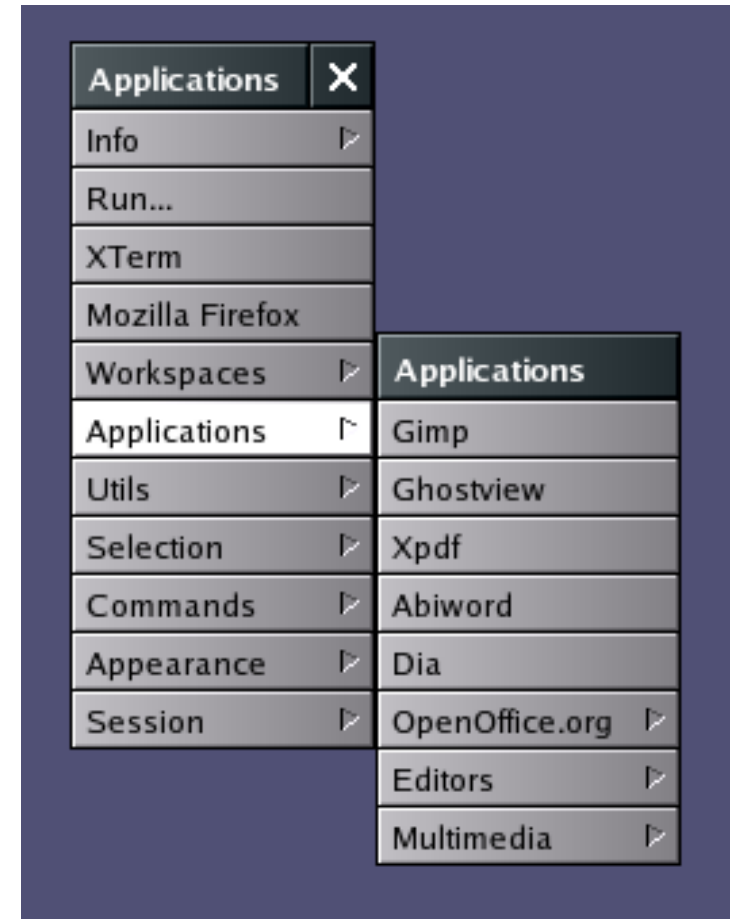 Applications
Info
Run...
XTerm
Mozilla Firefox
Workspaces
Applications
Utils
Selection
Commands
Appearance
Session
Applications
Gimp
Ghostview
Xpdf
Abiword
Dia
OpenOffice.org
Editors
Multimedia